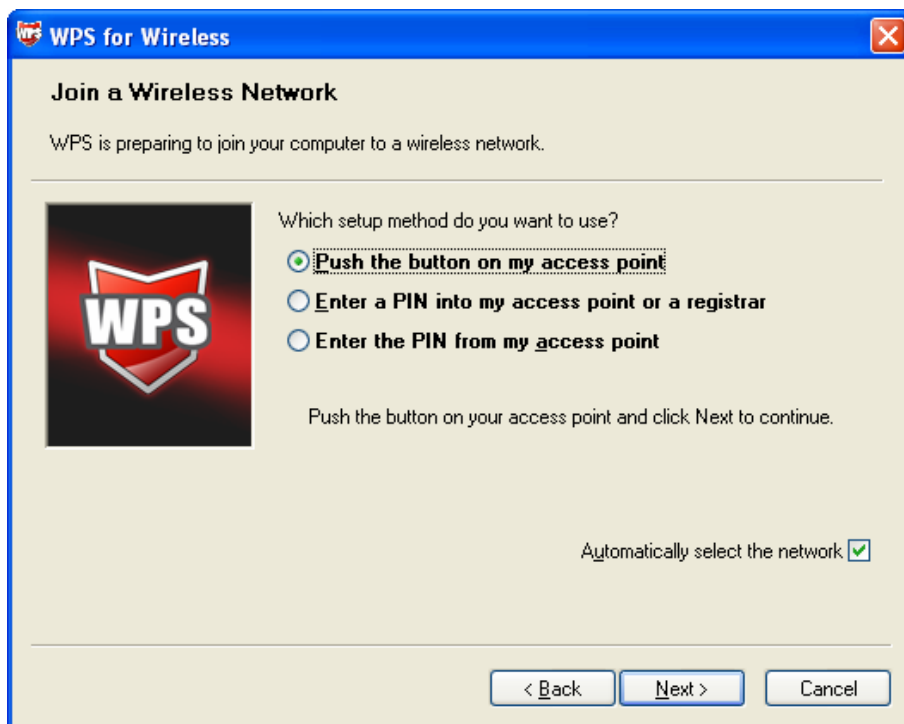 WPS for Wireless
Join a Wireless Network
WPS is preparing to join your computer to a wireless network.
WPS
Which setup method do you want to use?
Push the button on my access point
Enter a PIN into my access point or a registrar
Enter the PIN from my access point
Push the button on your access point and click Next to continue.
Automatically select the network
< Back
Next >
Cancel